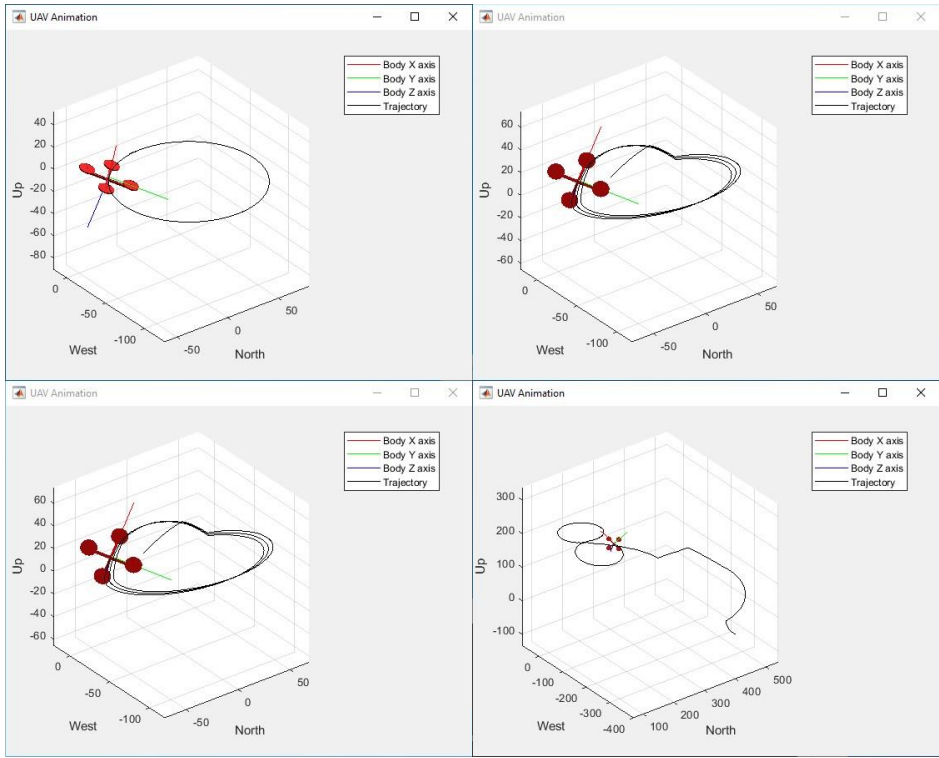 UAV Animation
Body X axis
Body Y axis
Body Z axis
Trajectory
40
20
0
-20
-40
-60
-80
Up
0
-50
-100
West
-50
0
50
North
UAV Animation
Body X axis
Body Y axis
Body Z axis
Trajectory
60
40
20
0
-20
-40
-60
Up
0
-50
-100
West
-50
0
50
North
UAV Animation
Body X axis
Body Y axis
Body Z axis
Trajectory
60
40
20
0
-20
-40
-60
Up
0
-50
-100
West
-50
0
50
North
UAV Animation
Body X axis
Body Y axis
Body Z axis
Trajectory
300
200
100
0
-100
Up
0
-100
-200
-300
-400
West
100
200
300
400
500
North